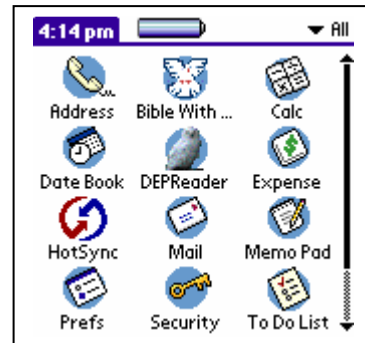 4:14 pm All
Address Bible With ... Calc
Date Book DEPReader Expense
HotSync Mail Memo Pad
Prefs Security To Do List